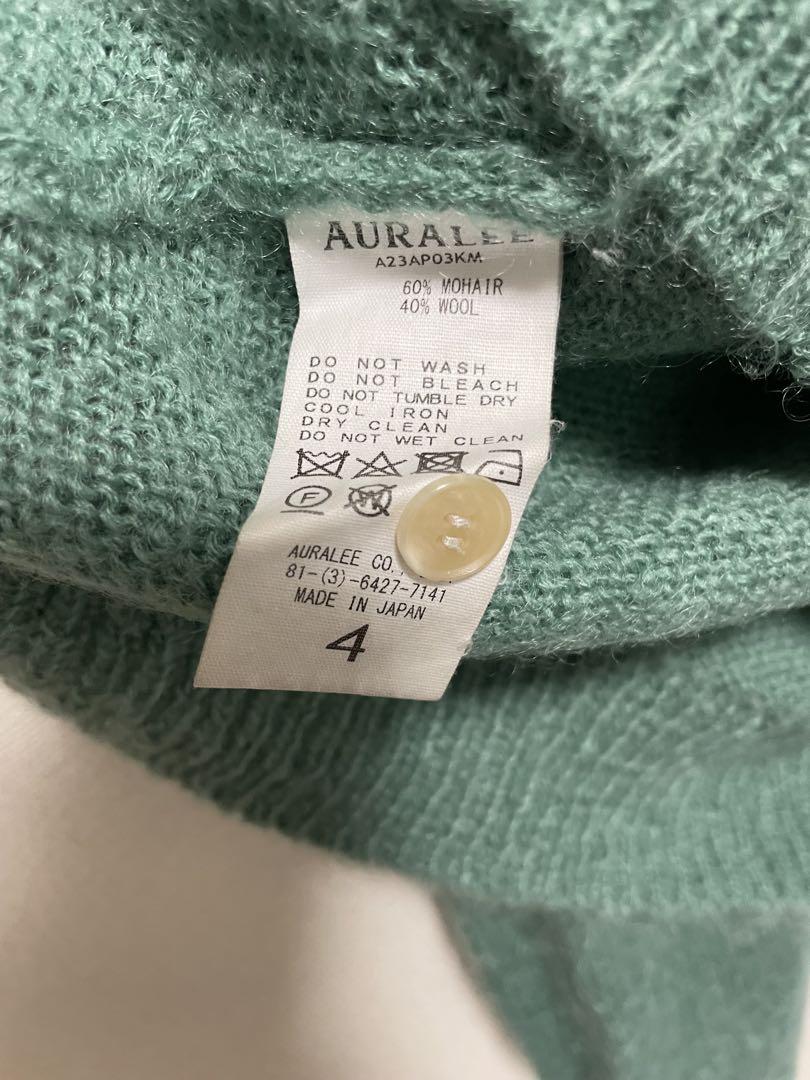 AURALEE
A23AP03KM
60% MOHAIR
40% WOOL
DO NOT WASH
DO NOT BLEACH
DO NOT TUMBLE DRY
COOL IRON
DRY CLEAN
DO NOT WET CLEAN
F W
AURALEE CO.,
81-(3)-6427-7141
MADE IN JAPAN
4